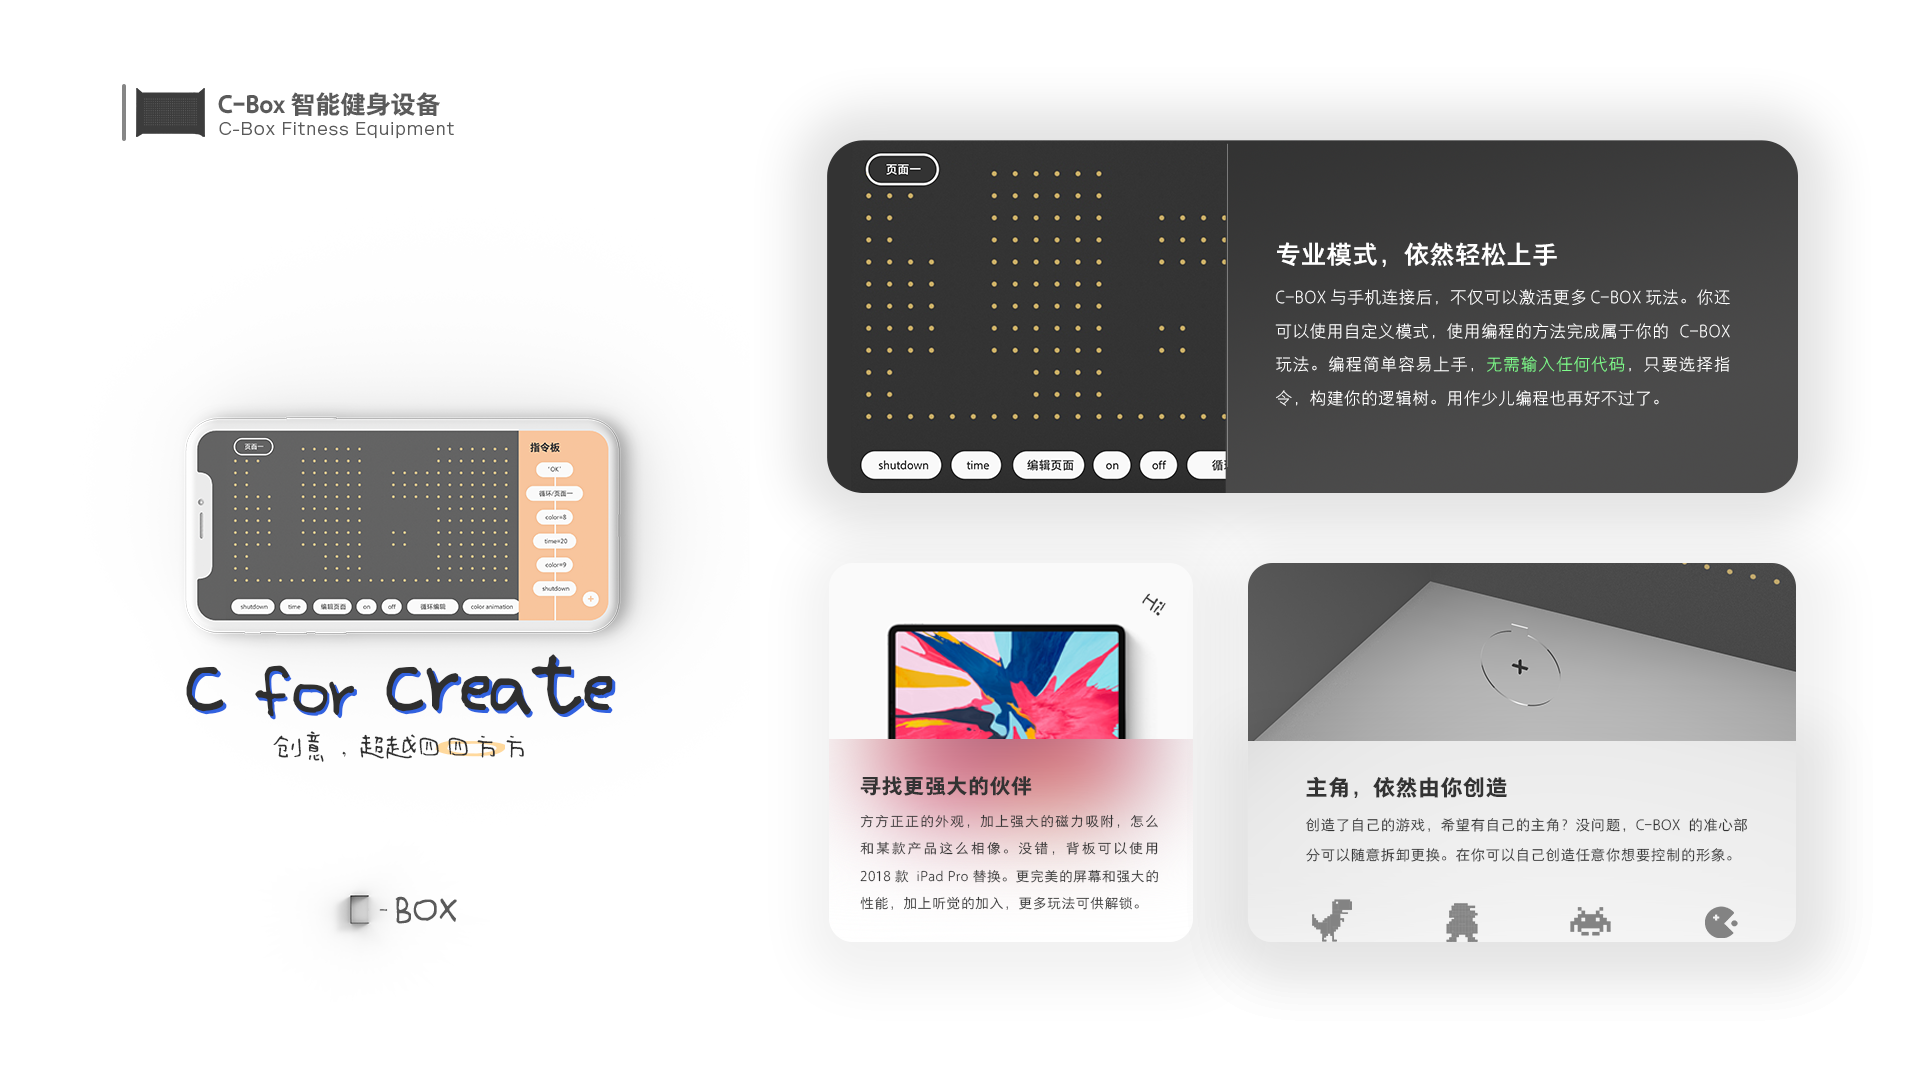 C-Box 智能健身设备
C-Box Fitness Equipment
页面一
指令板
"OK"
循环/页面一
color=8
time=20
color=9
shutdown
shutdown
time
编辑页面
on
off
循环编辑
color animation
C for Create
创意，超越四四方方
C-BOX
页面一
shutdown
time
编辑页面
on
off
循
专业模式，依然轻松上手
C-BOX 与手机连接后，不仅可以激活更多 C-BOX 玩法。你还
可以使用自定义模式，使用编程的方法完成属于你的 C-BOX
玩法。编程简单容易上手，无需输入任何代码，只要选择指
令，构建你的逻辑树。用作少儿编程也再好不过了。
Hi!
寻找更强大的伙伴
方方正正的外观，加上强大的磁力吸附，怎么
和某款产品这么相像。没错，背板可以使用
2018 款 iPad Pro 替换。更完美的屏幕和强大的
性能，加上听觉的加入，更多玩法可供解锁。
主角，依然由你创造
创造了自己的游戏，希望有自己的主角？没问题，C-BOX 的准心部
分可以随意拆卸更换。在你可以自己创造任意你想要控制的形象。